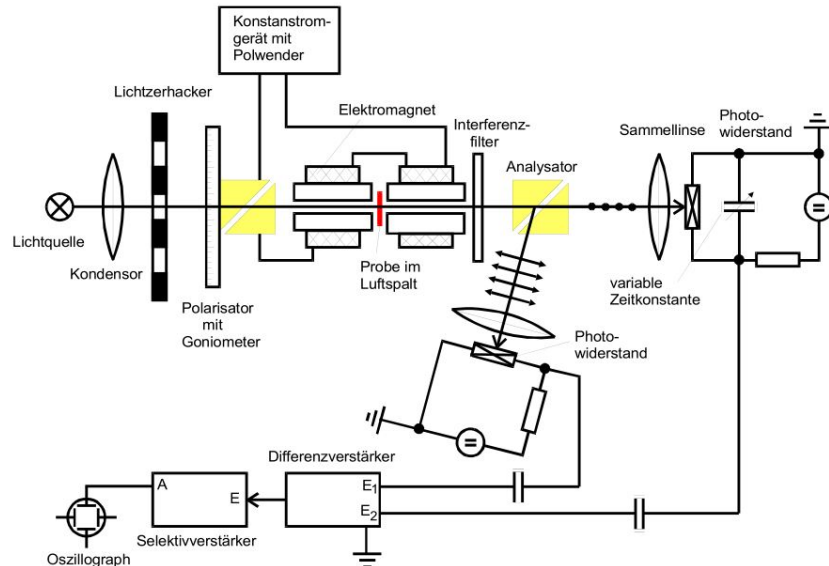 Konstanstrom-
gerät mit
Polwender
Lichtzerhacker
Elektromagnet
Interferenz-
filter
Analysator
Sammellinse
Photo-
widerstand
Lichtquelle
Kondensor
Polarisator
mit
Goniometer
Probe im
Luftspalt
variable
Zeitkonstante
Photo-
widerstand
Differenzverstärker
A
E
E1
E2
Selektivverstärker
Oszillograph